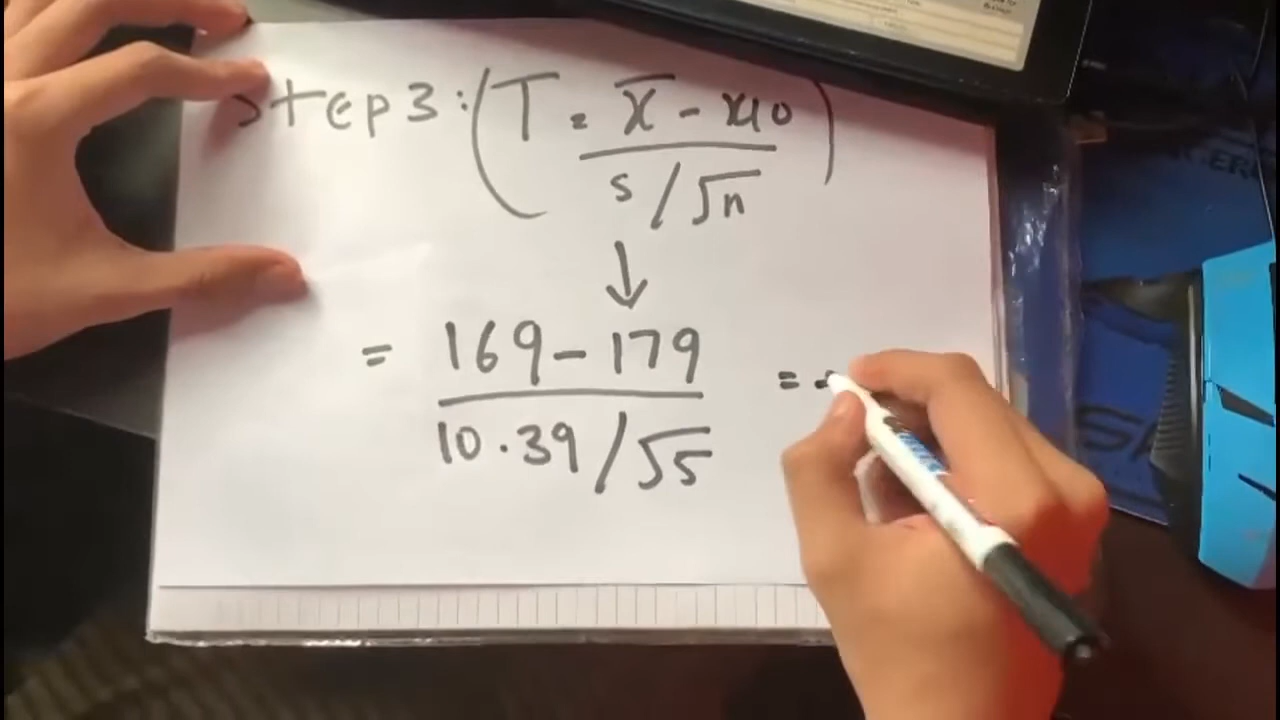 Step 3: (T = x̄ - μ0 / s/√n)
↓
= 169 - 179 / 10.39/√5 = -